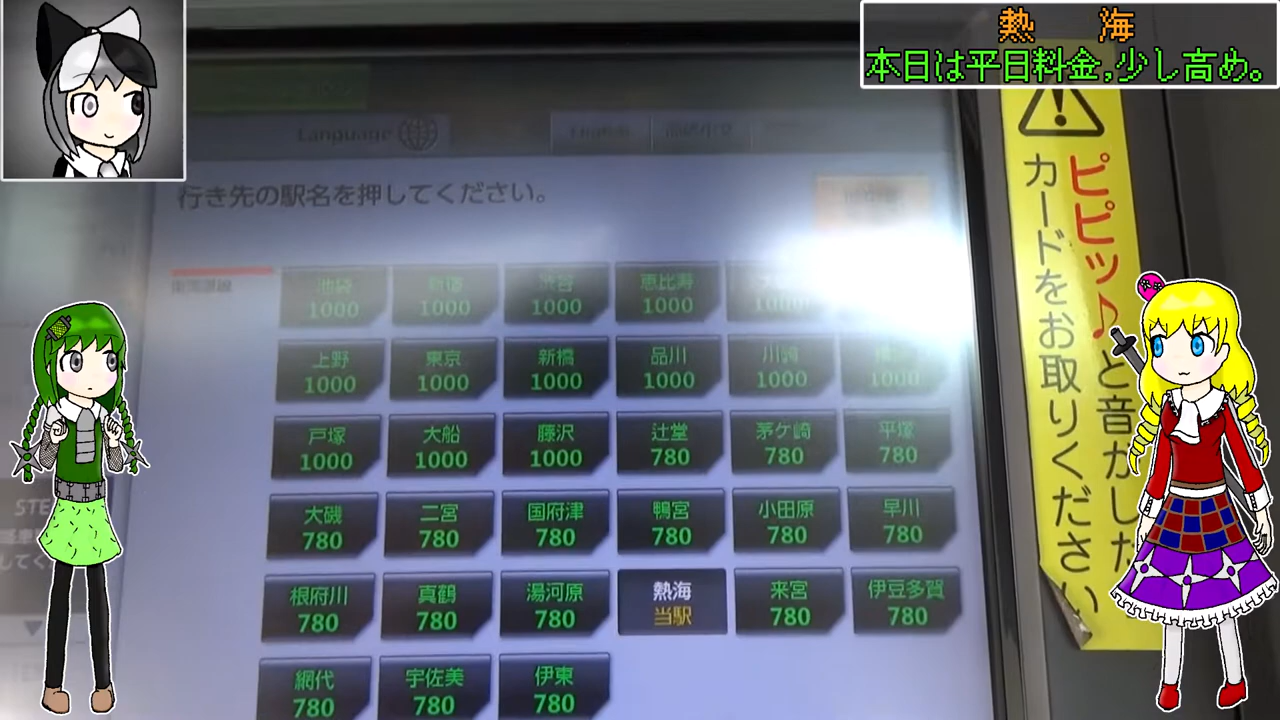 熱海
本日は平日料金,少し高め。
Language
English
行き先の駅名を押してください。
池袋 新宿 渋谷 恵比寿
1000 1000 1000 1000 1000
上野 東京 新橋 品川 川崎
1000 1000 1000 1000 1000 1000
戸塚 大船 藤沢 辻堂 茅ケ崎 平塚
1000 1000 1000 780 780 780
大磯 二宮 国府津 鴨宮 小田原 早川
780 780 780 780 780 780
根府川 真鶴 湯河原 熱海 来宮 伊豆多賀
780 780 780 当駅 780 780
網代 宇佐美 伊東
780 780 780
STE
ピピッ♪と音がした
カードをお取りください